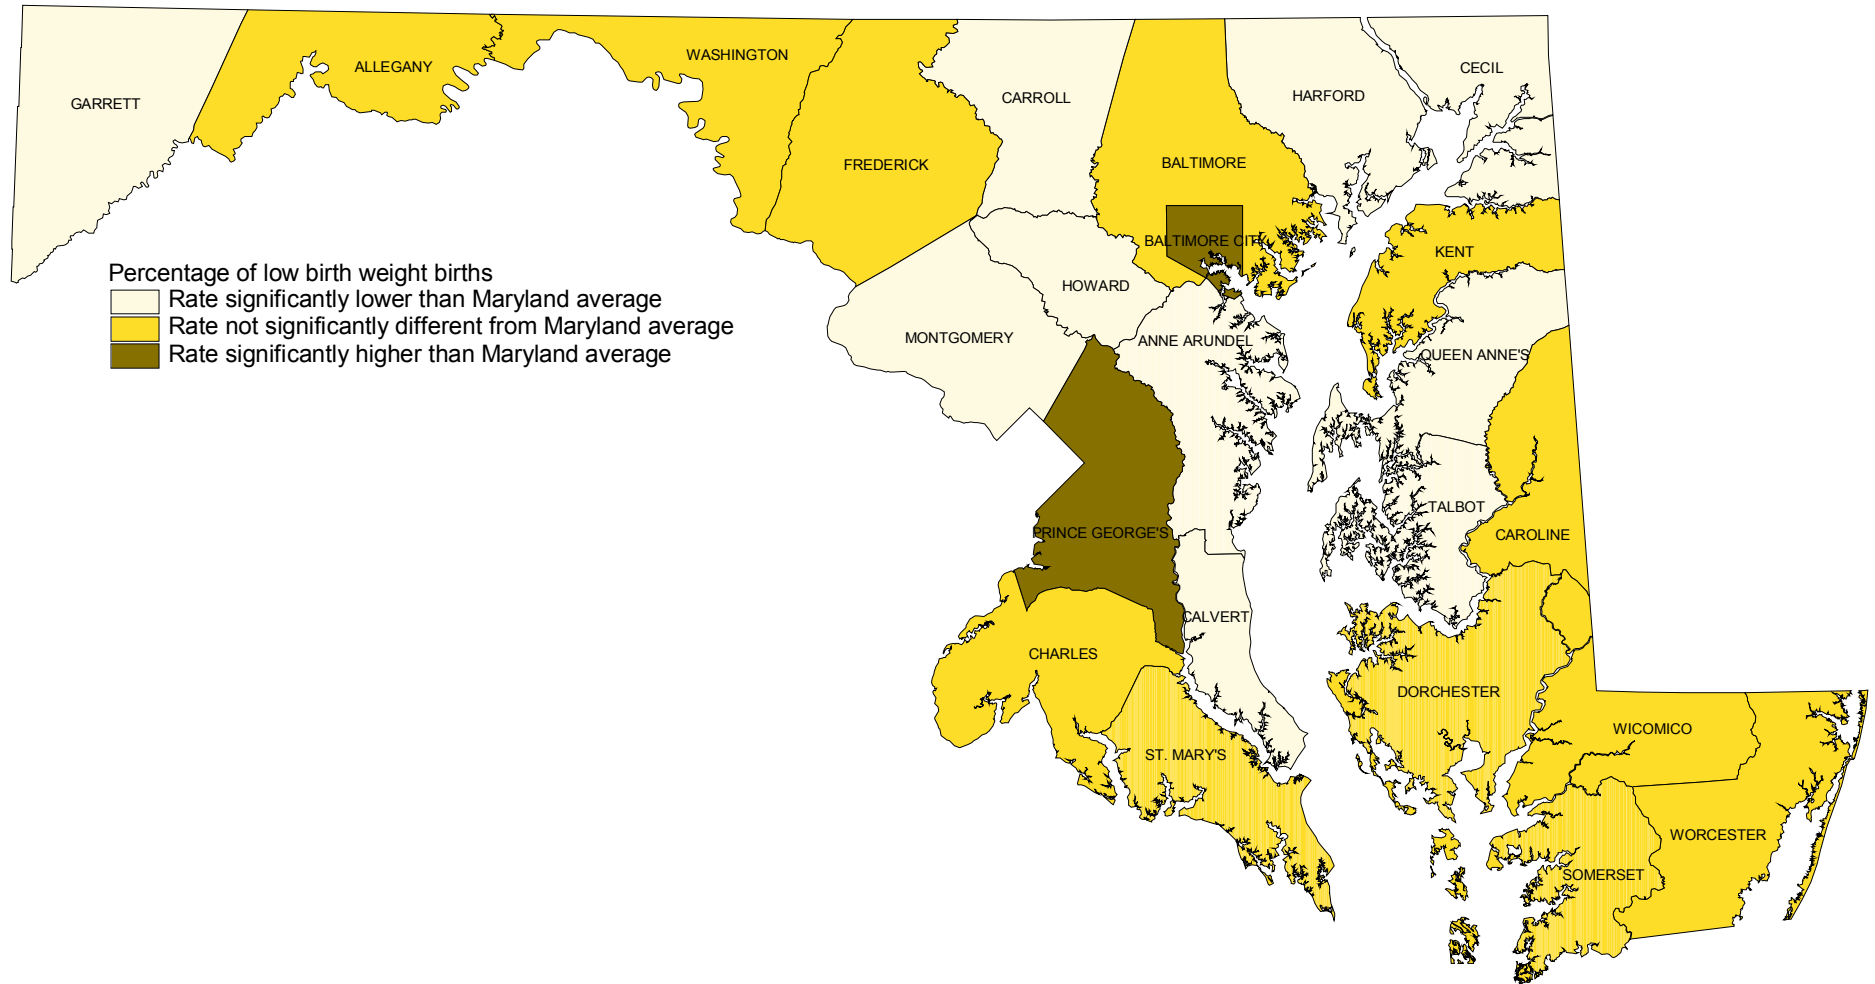 WASHINGTON
ALLEGANY
CECIL
GARRETT
CARROLL
HARFORD
FREDERICK
BALTIMORE
BALTIMORE CITY
KENT
Percentage of low birth weight births
Rate significantly lower than Maryland average
Rate not significantly different from Maryland average
Rate significantly higher than Maryland average
HOWARD
MONTGOMERY
ANNE ARUNDEL
QUEEN ANNE'S
TALBOT
PRINCE GEORGE'S
CAROLINE
CALVERT
CHARLES
DORCHESTER
WICOMICO
ST. MARY'S
WORCESTER
SOMERSET